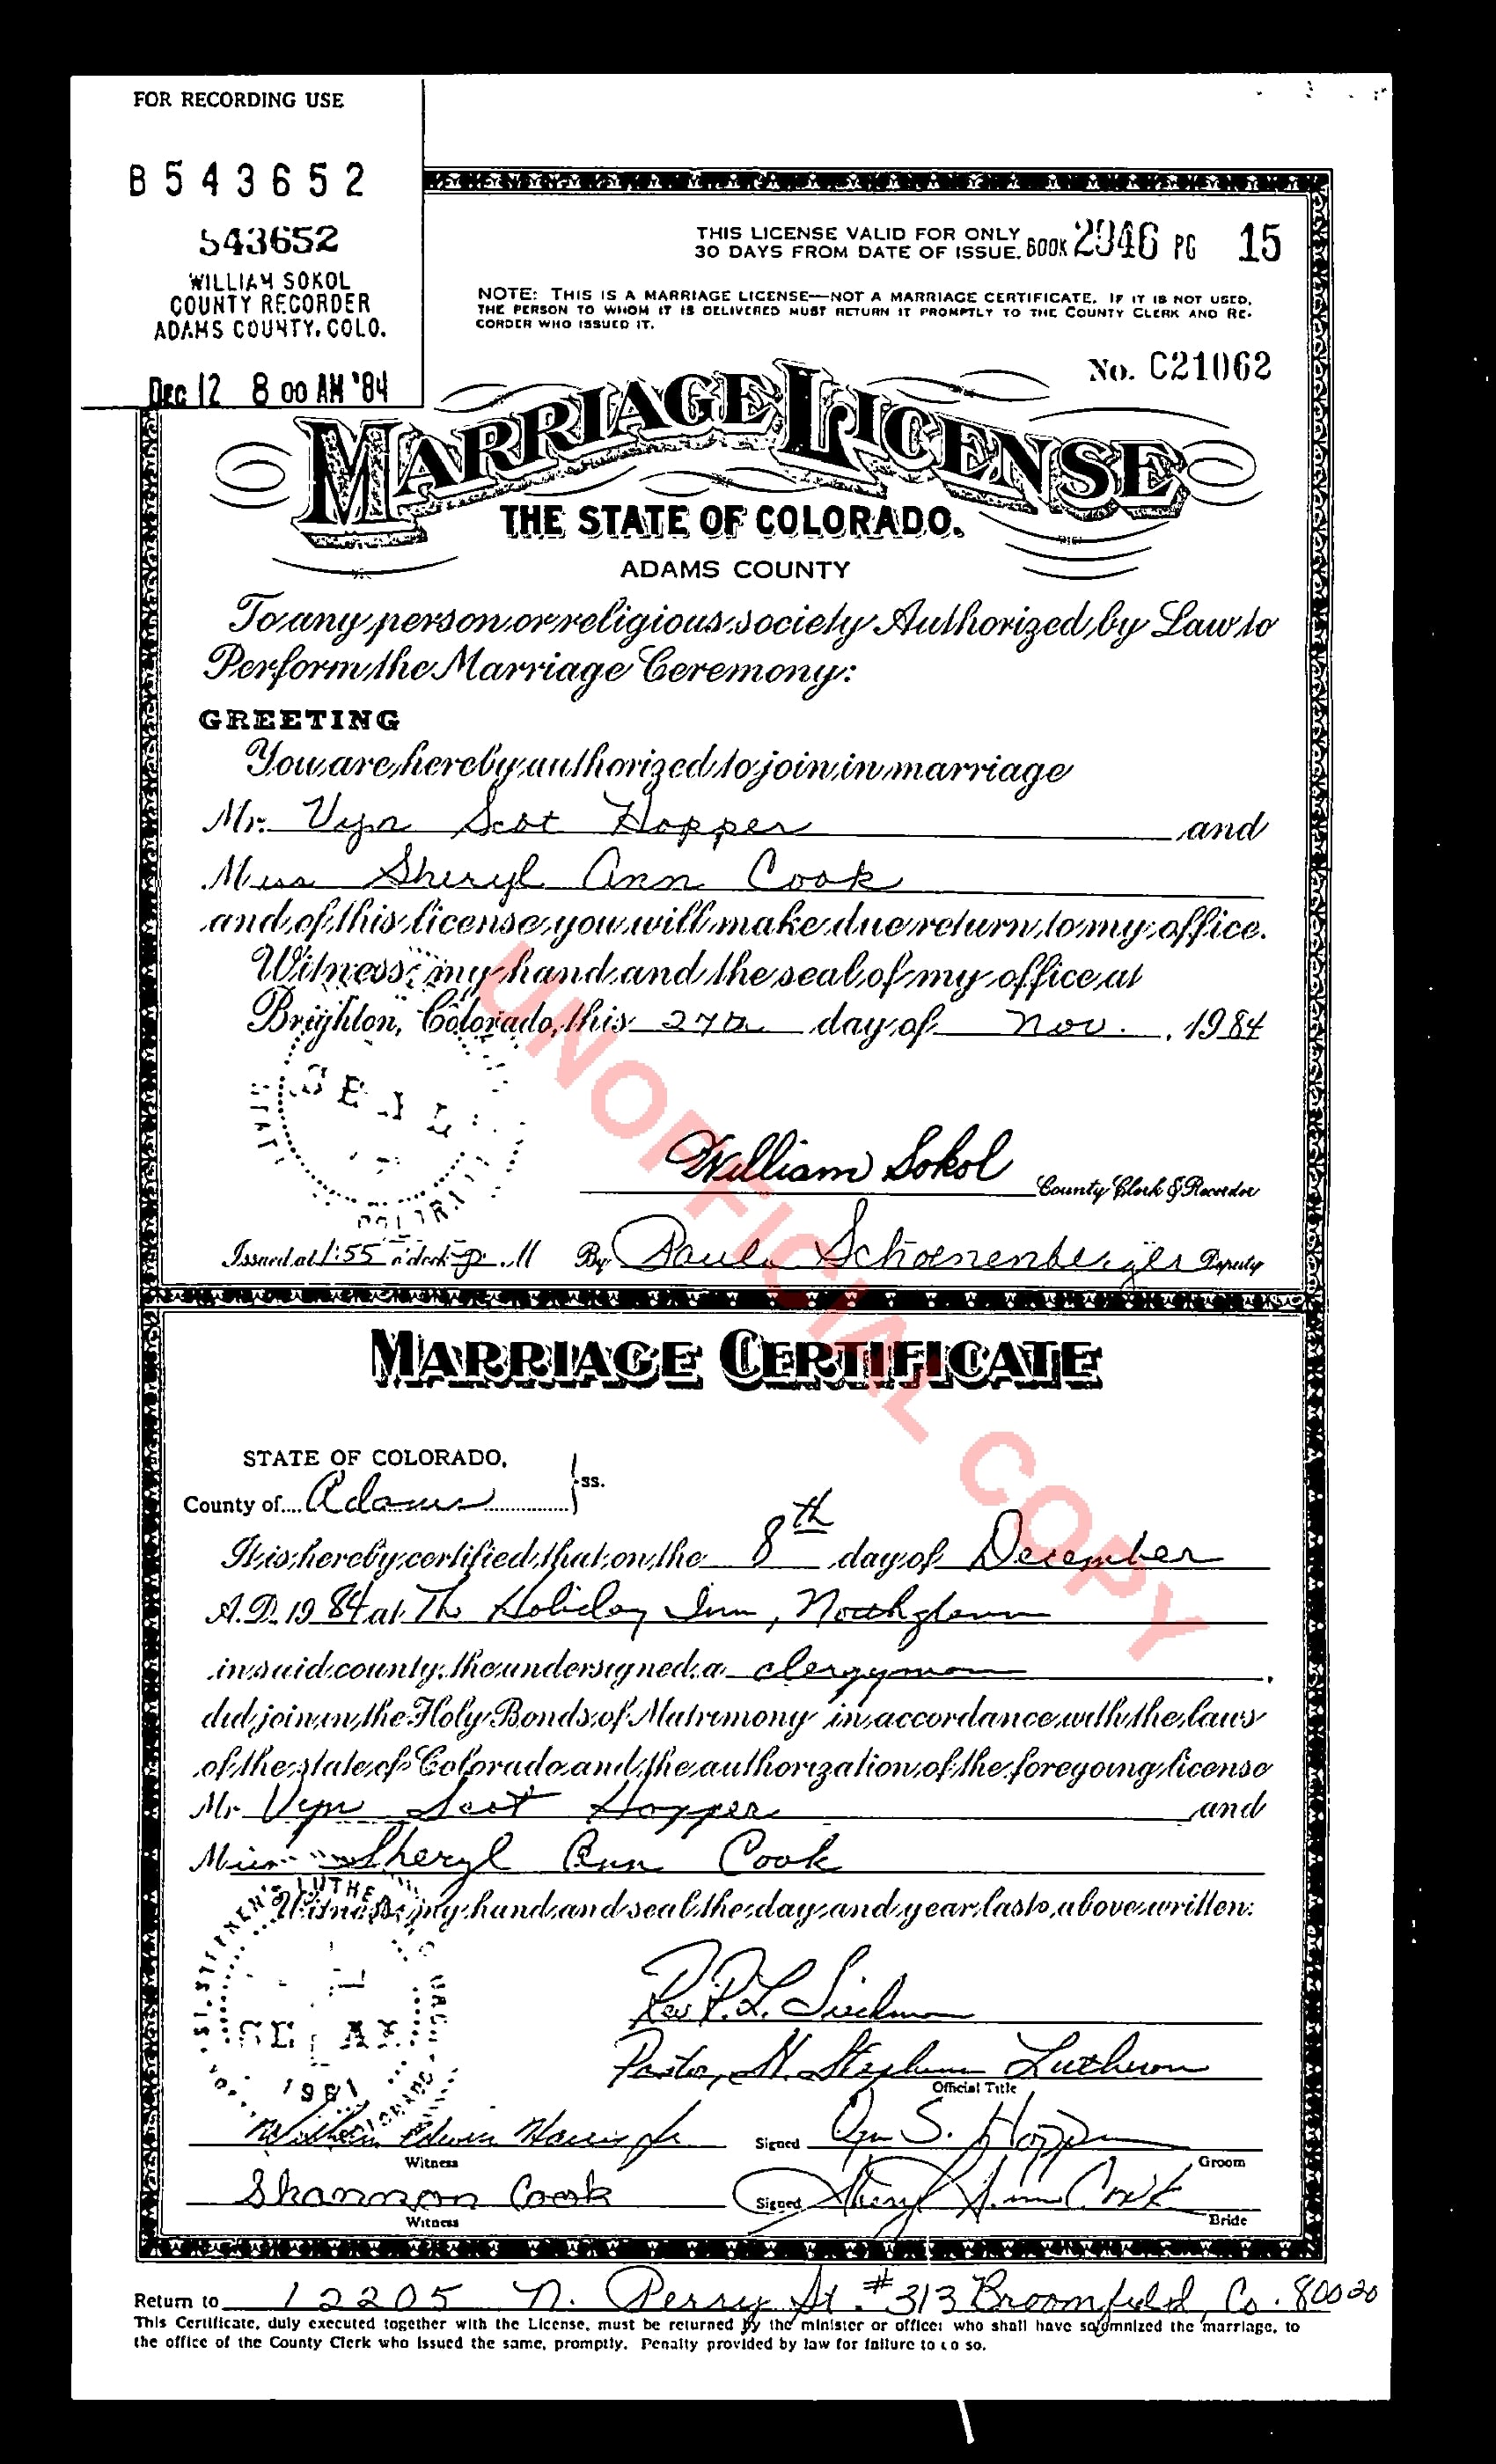 FOR RECORDING USE
B543652
543652
WILLIAM SOKOL
COUNTY RECORDER
ADAMS COUNTY, COLO.
DEC 12 8 00 AM '84
THIS LICENSE VALID FOR ONLY
30 DAYS FROM DATE OF ISSUE. BOOK 2946 PG 15
NOTE: THIS IS A MARRIAGE LICENSE—NOT A MARRIAGE CERTIFICATE. IF IT IS NOT USED,
THE PERSON TO WHOM IT IS DELIVERED MUST RETURN IT PROMPTLY TO THE COUNTY CLERK AND RE-
CORDER WHO ISSUED IT.
No. C21062
MARRIAGE LICENSE
THE STATE OF COLORADO.
ADAMS COUNTY
To any person or religious society Authorized by Law to
Perform the Marriage Ceremony:
GREETING
You are hereby authorized to join in marriage
Mr. Vyn Scot Hopper and
Miss Sheryl Ann Cook
and of this license you will make due return to my office.
Witness my hand and the seal of my office at
Brighton, Colorado, this 27th day of Nov. , 1984
SEAL
William Sokol County Clerk & Recorder
Issued at 1:55 o'clock P. M By Paula Schoenenberger Deputy
MARRIAGE CERTIFICATE
STATE OF COLORADO,
County of Adams ss.
It is hereby certified that on the 8th day of December
A.D. 1984 at The Holiday Inn, Northglenn
in said county, the undersigned, a clergyman,
did join in the Holy Bonds of Matrimony in accordance with the laws
of the state of Colorado and the authorization of the foregoing license
Mr Vyn Scot Hopper and
Miss Sheryl Ann Cook
Witness my hand and seal the day and year last above written:
ST. STEPHEN'S LUTHERAN CHURCH
SEAL
1961
COLORADO
Rev P. L.
Pastor, St. Stephens Lutheran
Official Title
William Edwin Harris Jr Signed Vyn S. Hopper
Witness Groom
Shannon Cook Signed Sheryl Ann Cook
Witness Bride
Return to 12205 N. Perry St. #313 Broomfield, Co. 80020
This Certificate, duly executed together with the License, must be returned by the minister or officer who shall have solemnized the marriage, to
the office of the County Clerk who issued the same, promptly. Penalty provided by law for failure to do so.
UNOFFICIAL COPY